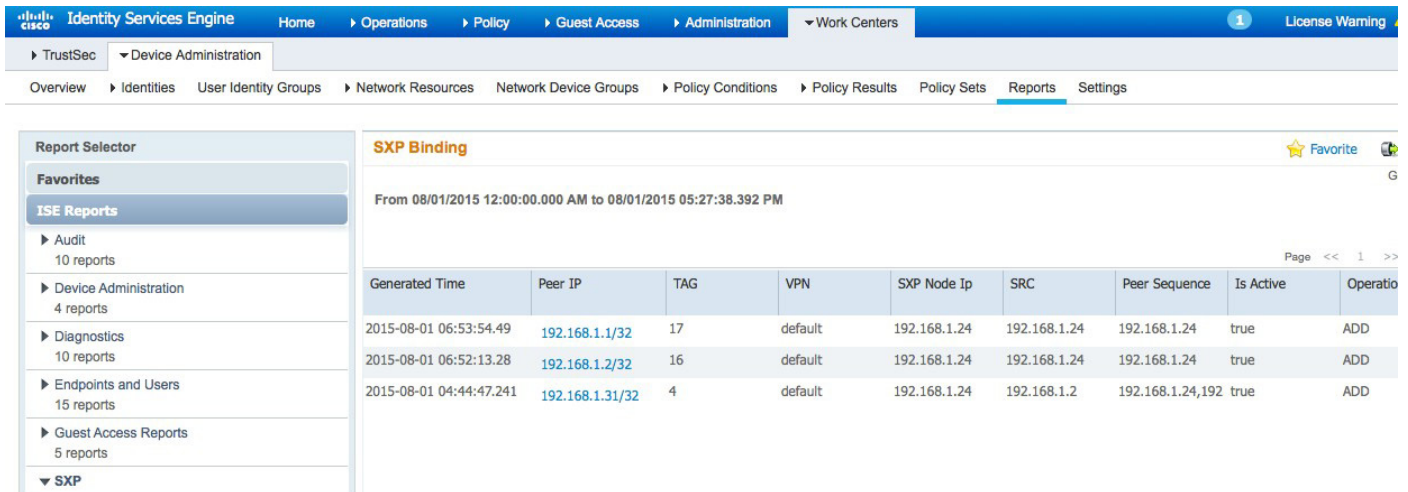 cisco Identity Services Engine Home Operations Policy Guest Access Administration Work Centers 1 License Warning
TrustSec Device Administration
Overview Identities User Identity Groups Network Resources Network Device Groups Policy Conditions Policy Results Policy Sets Reports Settings
Report Selector
Favorites
ISE Reports
Audit
10 reports
Device Administration
4 reports
Diagnostics
10 reports
Endpoints and Users
15 reports
Guest Access Reports
5 reports
SXP
SXP Binding
Favorite
G
From 08/01/2015 12:00:00.000 AM to 08/01/2015 05:27:38.392 PM
Page << 1 >>
Generated Time Peer IP TAG VPN SXP Node Ip SRC Peer Sequence Is Active Operatio
2015-08-01 06:53:54.49 192.168.1.1/32 17 default 192.168.1.24 192.168.1.24 192.168.1.24 true ADD
2015-08-01 06:52:13.28 192.168.1.2/32 16 default 192.168.1.24 192.168.1.24 192.168.1.24 true ADD
2015-08-01 04:44:47.241 192.168.1.31/32 4 default 192.168.1.24 192.168.1.2 192.168.1.24,192 true ADD